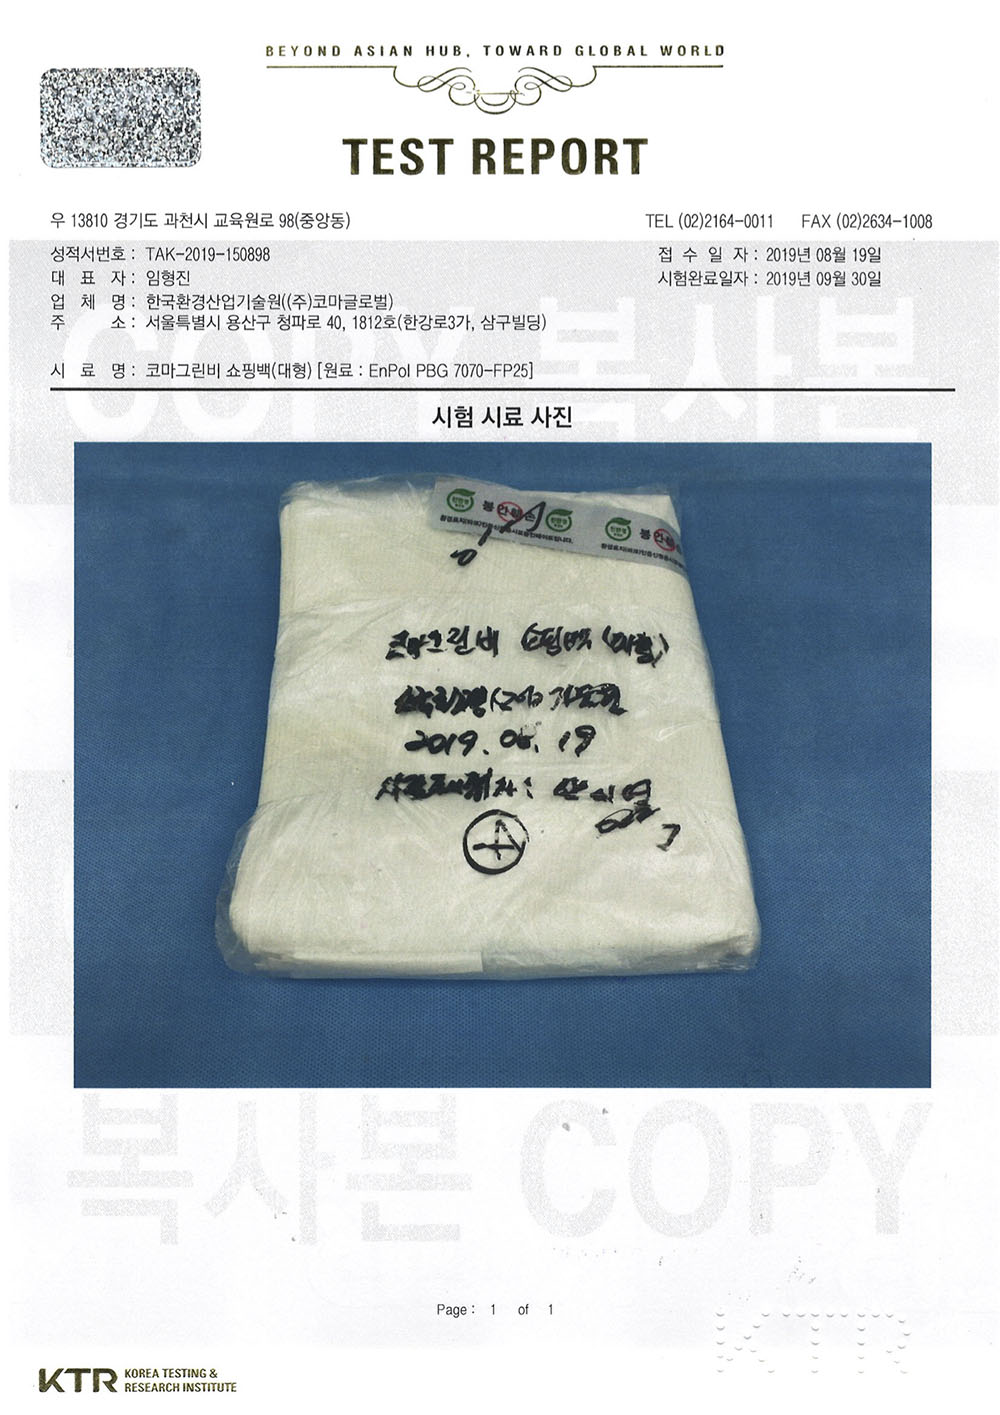 BEYOND ASIAN HUB, TOWARD GLOBAL WORLD
TEST REPORT
우 13810 경기도 과천시 교육원로 98(중앙동) TEL (02)2164-0011 FAX (02)2634-1008
성적서번호 : TAK-2019-150898 접 수 일 자 : 2019년 08월 19일
대 표 자 : 임형진 시험완료일자 : 2019년 09월 30일
업 체 명 : 한국환경산업기술원((주)코마글로벌)
주 소 : 서울특별시 용산구 청파로 40, 1812호(한강로3가, 삼구빌딩)
시 료 명 : 코마그린비 쇼핑백(대형) [원료 : EnPol PBG 7070-FP25]
COPY 복사본
시험 시료 사진
코마그린비 쇼핑백
2019. 08. 19
4
복사본 COPY
Page : 1 of 1
KTR
KTR KOREA TESTING &
RESEARCH INSTITUTE